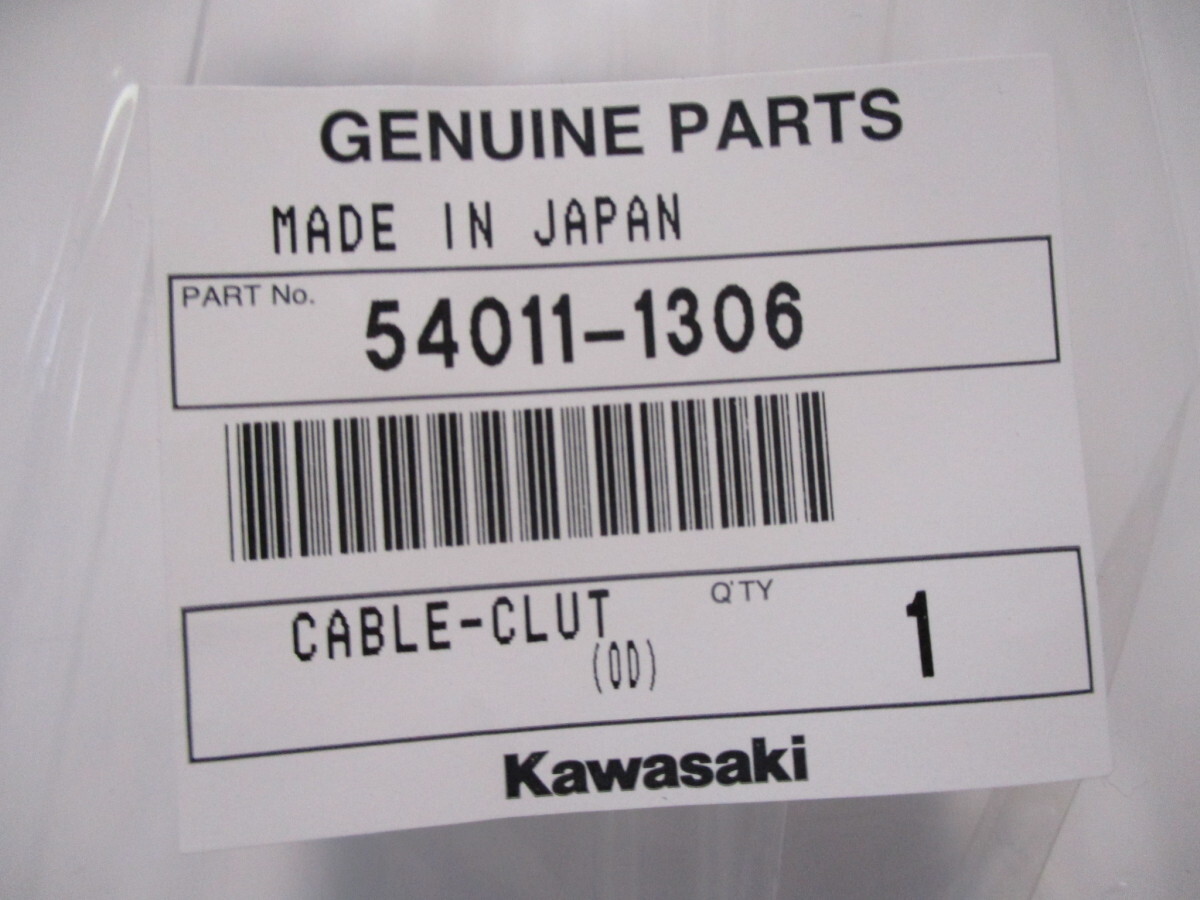 GENUINE PARTS
MADE IN JAPAN
PART No. 54011-1306
CABLE-CLUT Q'TY 1
(OD)
Kawasaki